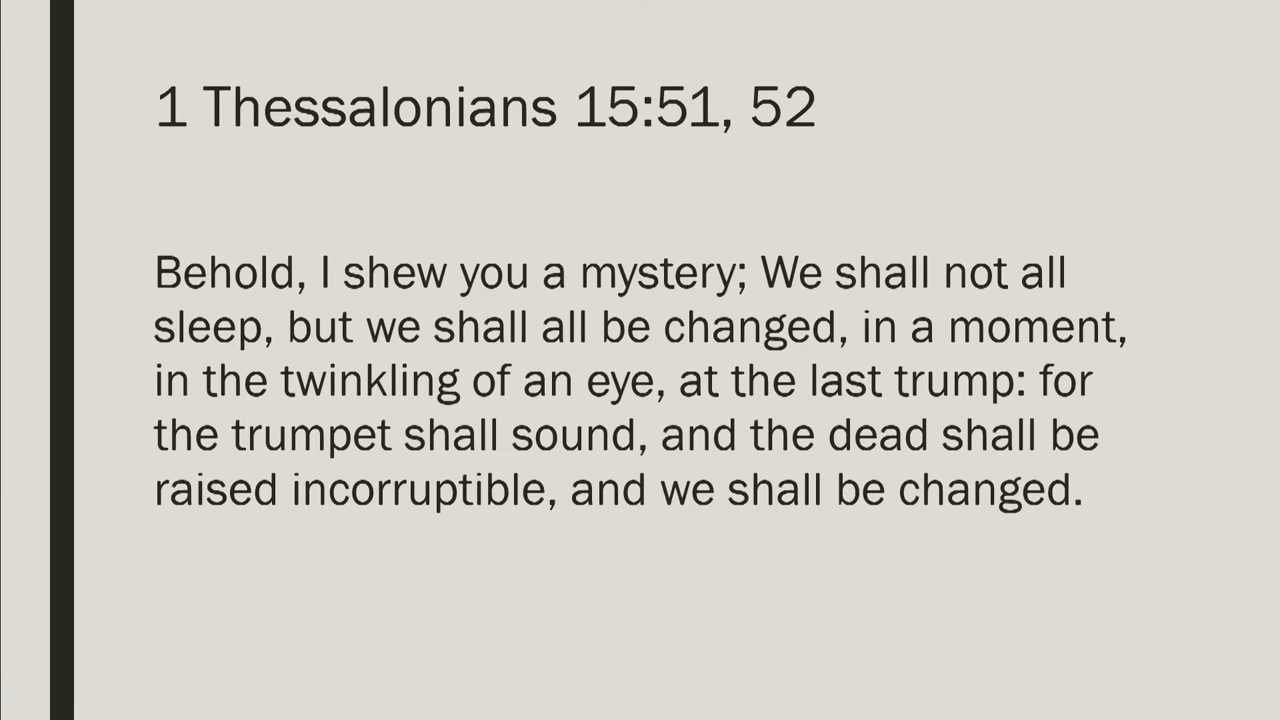 1 Thessalonians 15:51, 52
Behold, I shew you a mystery; We shall not all
sleep, but we shall all be changed, in a moment,
in the twinkling of an eye, at the last trump: for
the trumpet shall sound, and the dead shall be
raised incorruptible, and we shall be changed.